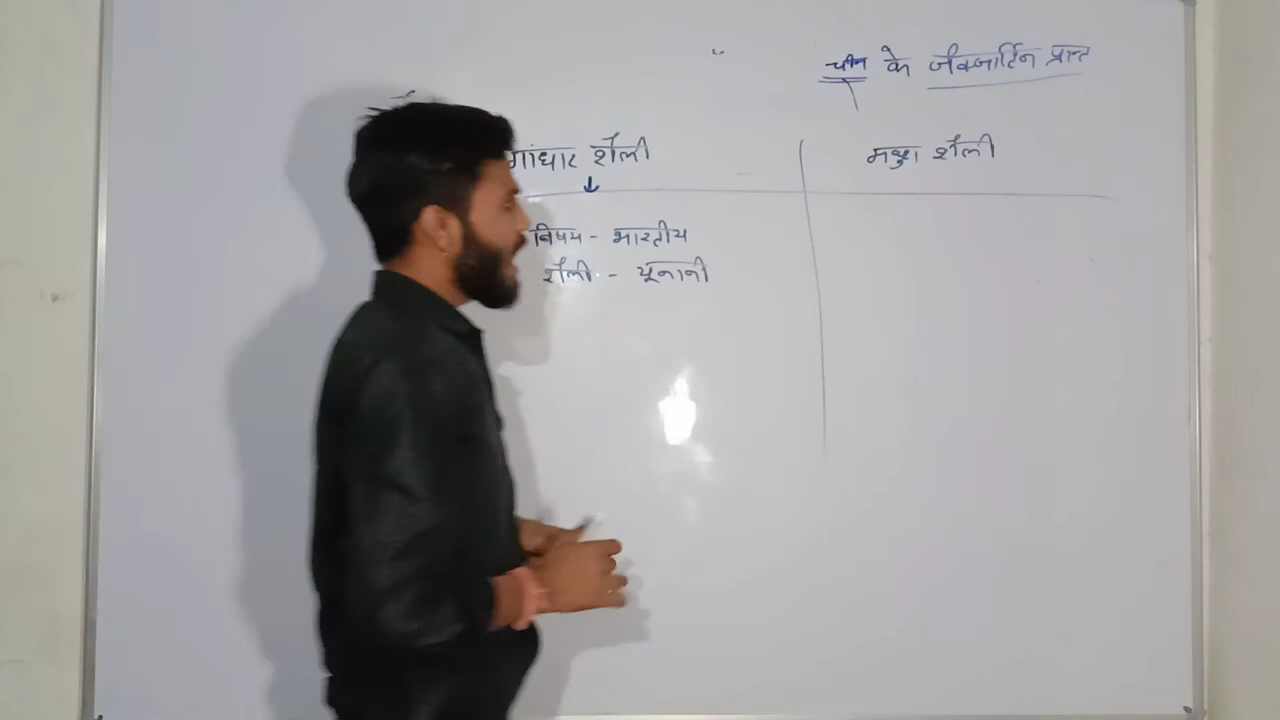 चीन के जैक्जार्टिन प्रान्त
गांधार शैली
मथुरा शैली
विषय - भारतीय
शैली - यूनानी